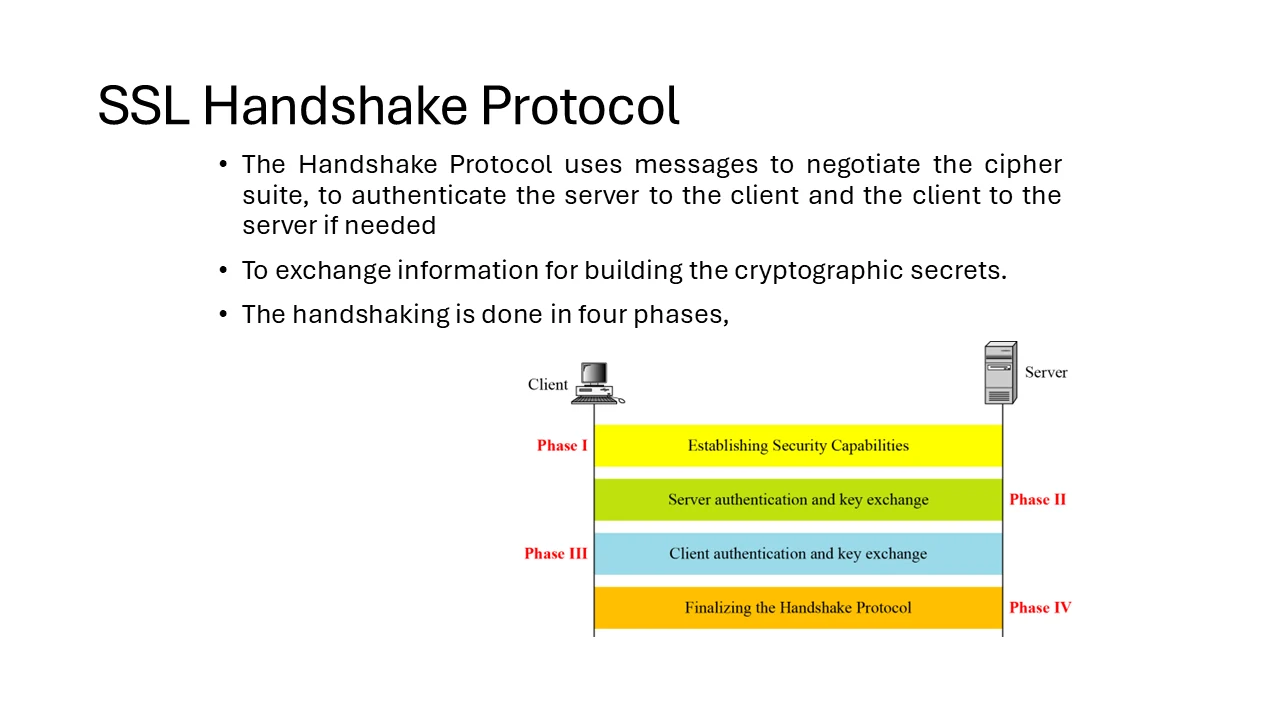 SSL Handshake Protocol
• The Handshake Protocol uses messages to negotiate the cipher
suite, to authenticate the server to the client and the client to the
server if needed
• To exchange information for building the cryptographic secrets.
• The handshaking is done in four phases,
Client
Server
Phase I
Establishing Security Capabilities
Server authentication and key exchange
Phase II
Phase III
Client authentication and key exchange
Finalizing the Handshake Protocol
Phase IV